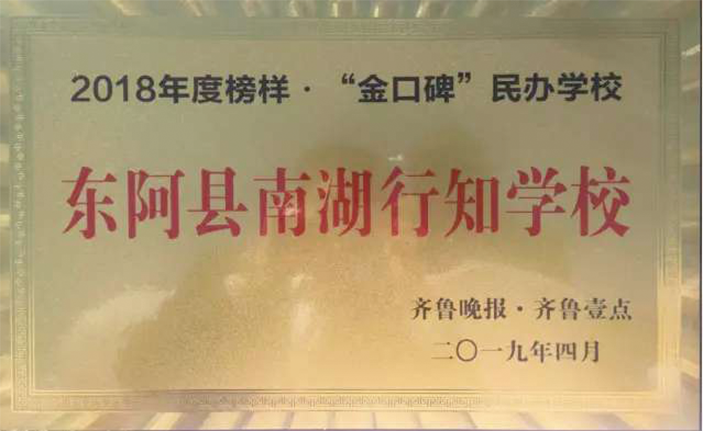 2018年度榜样·“金口碑”民办学校
东阿县南湖行知学校
齐鲁晚报·齐鲁壹点
二〇一九年四月